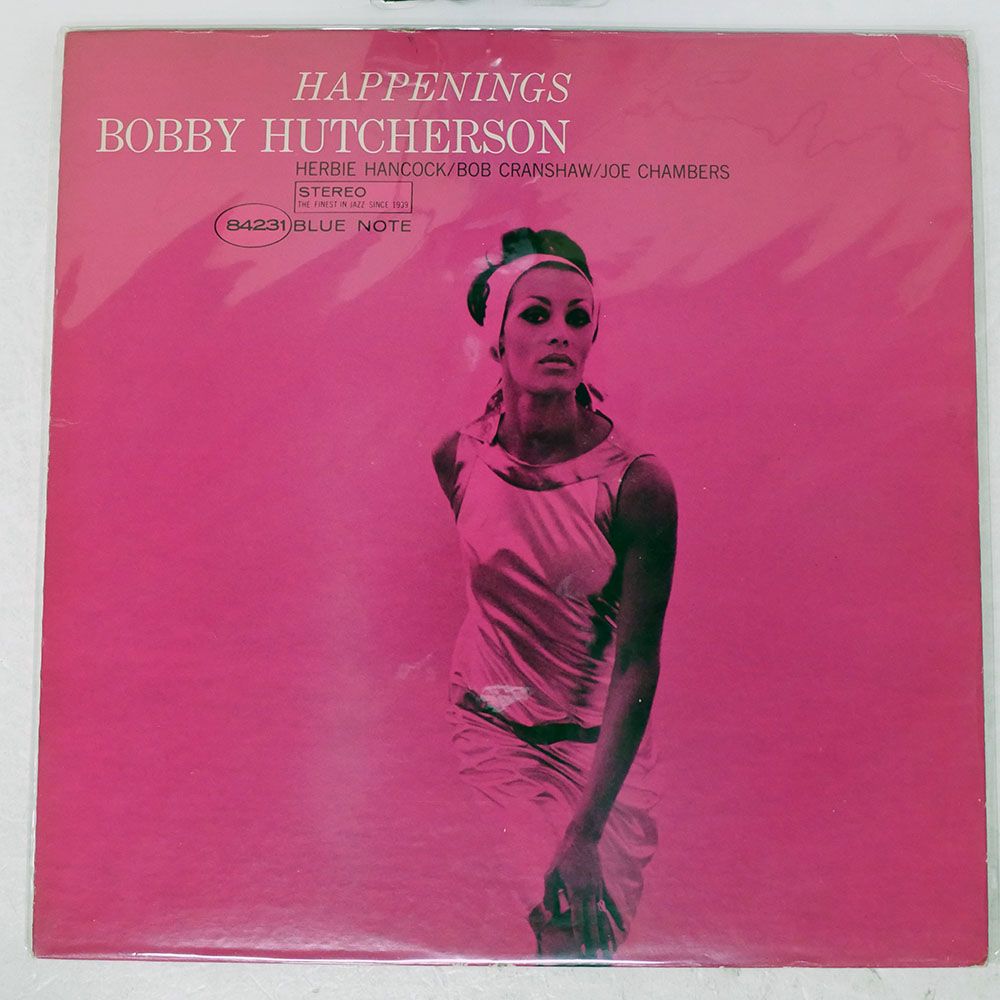 HAPPENINGS
BOBBY HUTCHERSON
HERBIE HANCOCK/BOB CRANSHAW/JOE CHAMBERS
STEREO
THE FINEST IN JAZZ SINCE 1939
84231 BLUE NOTE